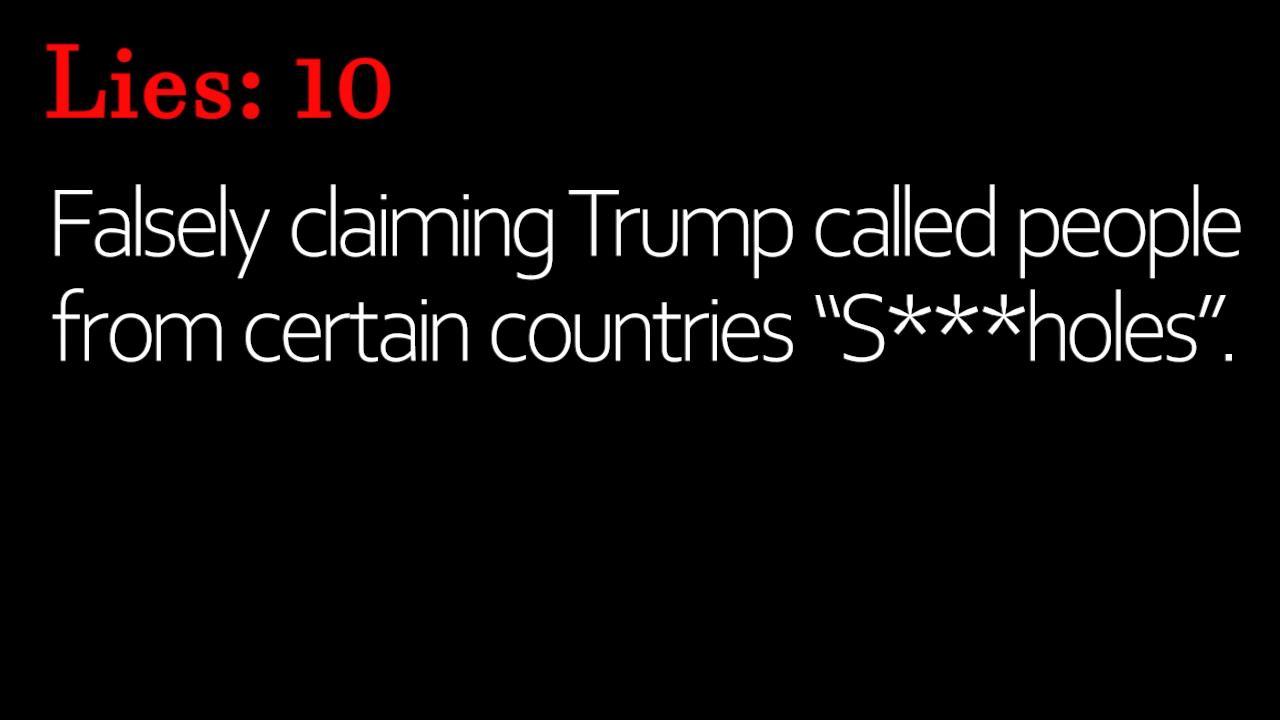 Lies: 10
Falsely claiming Trump called people
from certain countries “S***holes”.